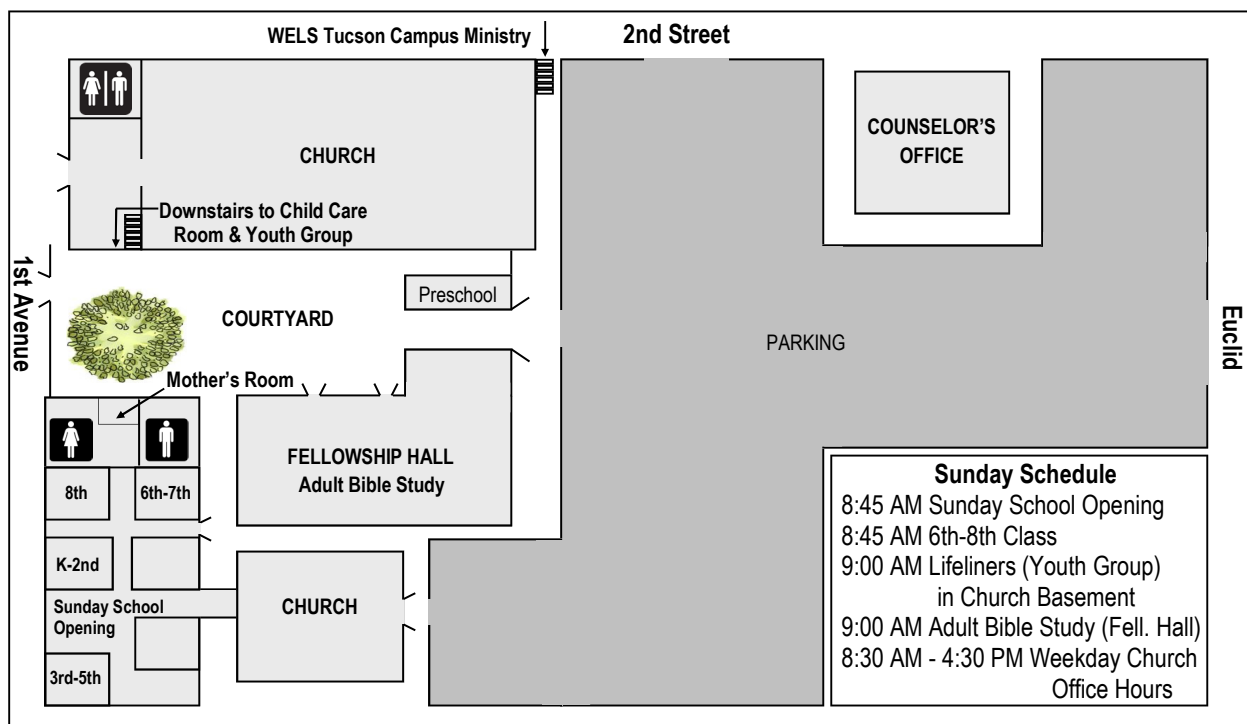 WELS Tucson Campus Ministry
2nd Street
CHURCH
COUNSELOR'S
OFFICE
Downstairs to Child Care
Room & Youth Group
1st Avenue
Preschool
COURTYARD
PARKING
Euclid
Mother's Room
FELLOWSHIP HALL
Adult Bible Study
8th
6th-7th
K-2nd
Sunday School
Opening
CHURCH
3rd-5th
Sunday Schedule
8:45 AM Sunday School Opening
8:45 AM 6th-8th Class
9:00 AM Lifeliners (Youth Group)
in Church Basement
9:00 AM Adult Bible Study (Fell. Hall)
8:30 AM - 4:30 PM Weekday Church
Office Hours